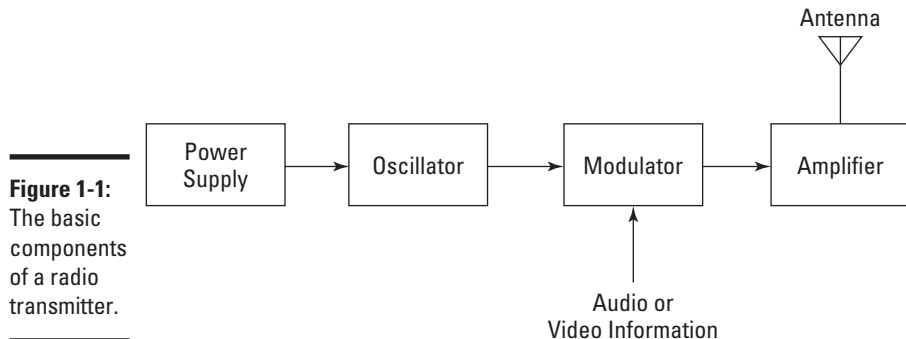 Antenna
Power
Supply
Oscillator
Modulator
Amplifier
Figure 1-1:
The basic
components
of a radio
transmitter.
Audio or
Video Information